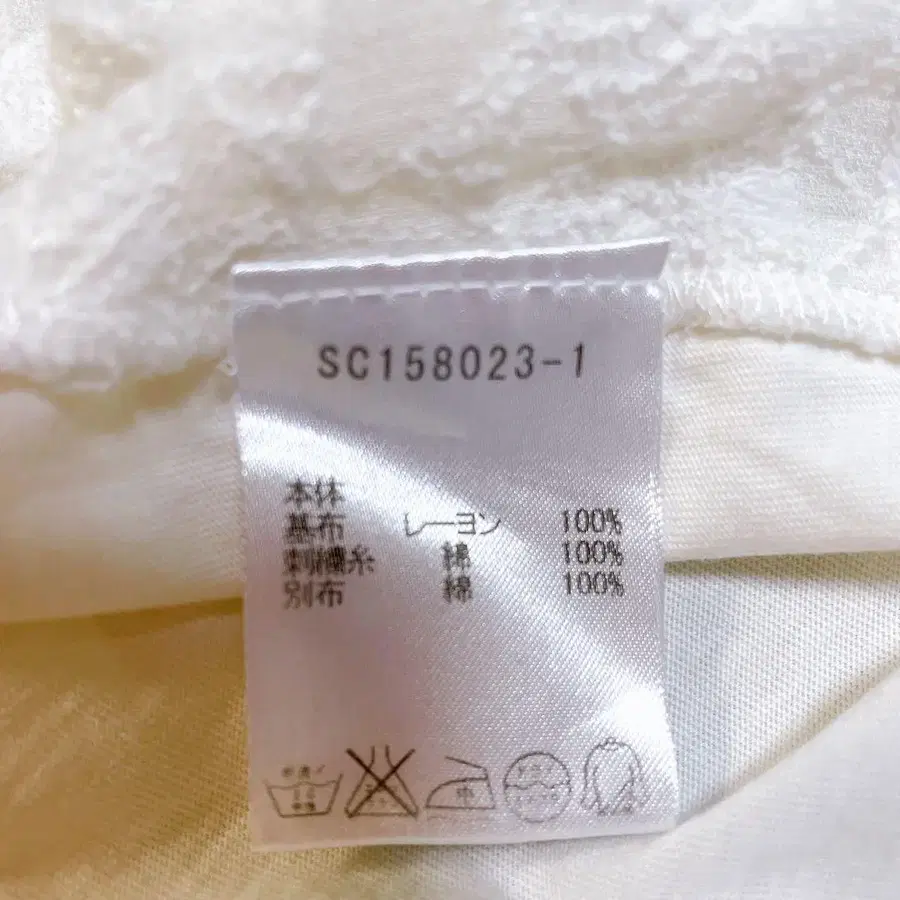 SC158023-1
本体
基布 レーヨン 100%
刺繍糸 綿 100%
別布 綿 100%
中